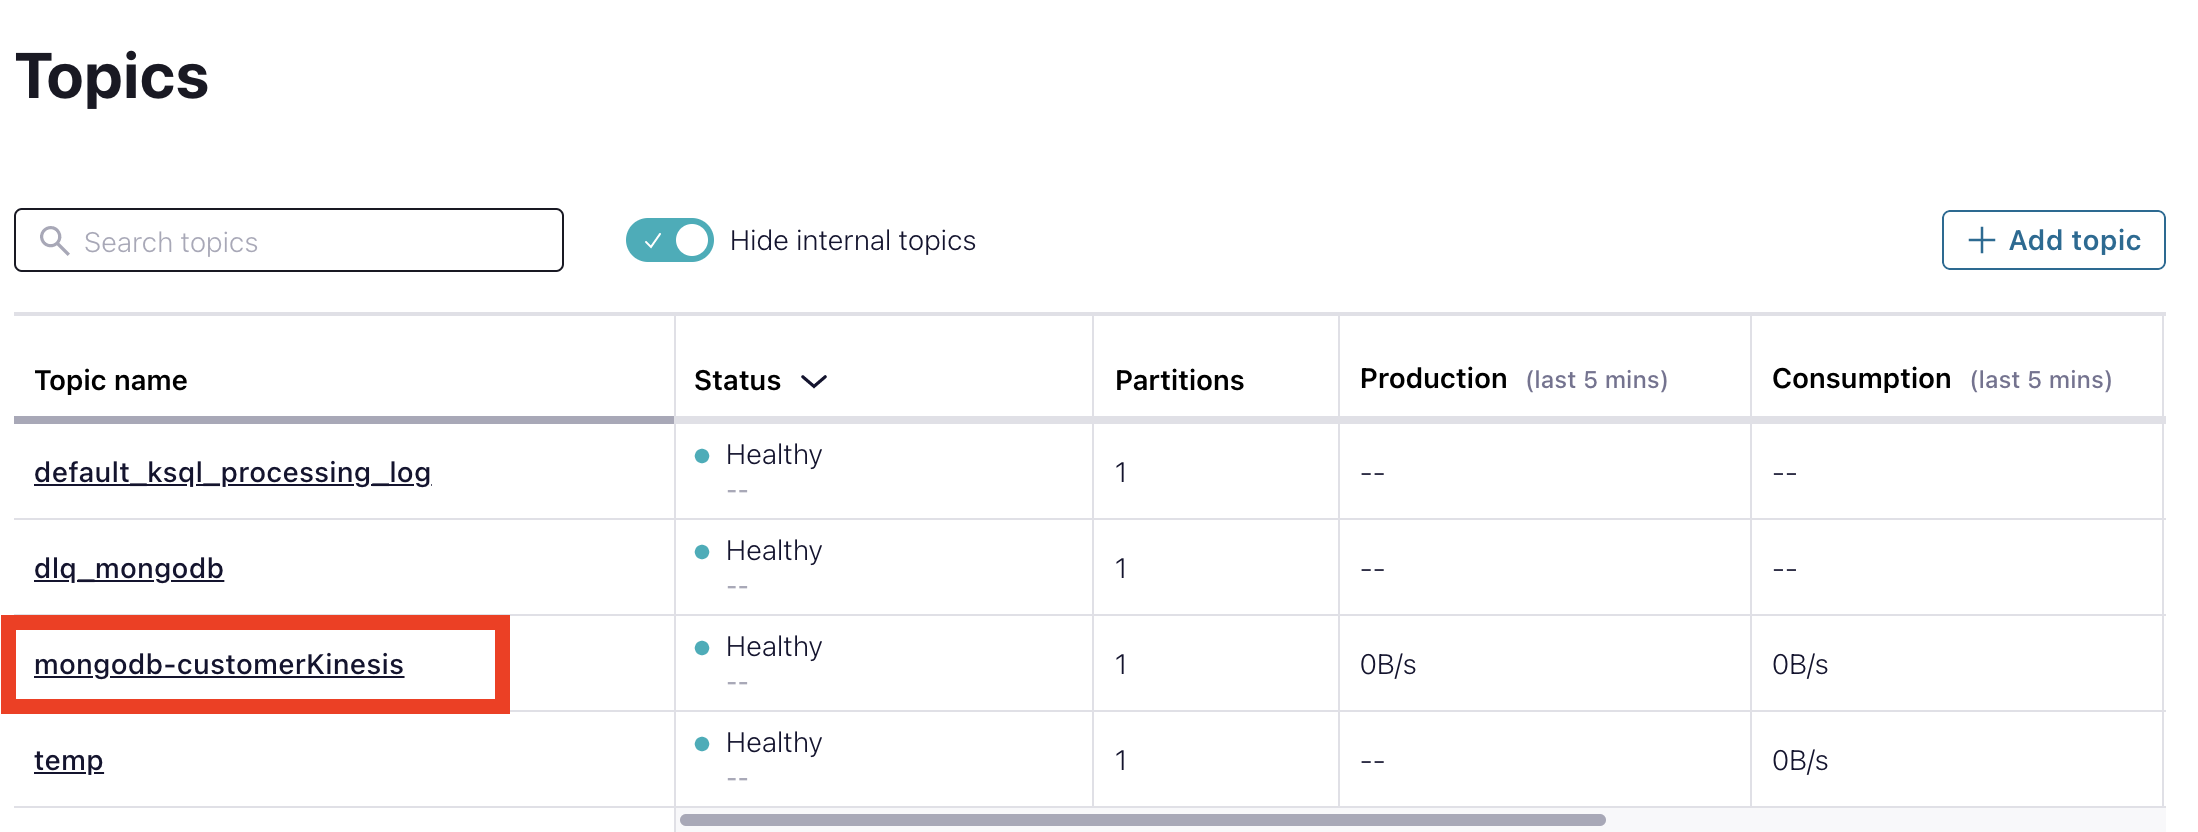 Topics
Search topics
Hide internal topics
Add topic
Topic name Status Partitions Production (last 5 mins) Consumption (last 5 mins)
default_ksql_processing_log Healthy 1 -- --
--
dlq_mongodb Healthy 1 -- --
--
mongodb-customerKinesis Healthy 1 0B/s 0B/s
--
temp Healthy 1 -- 0B/s
--